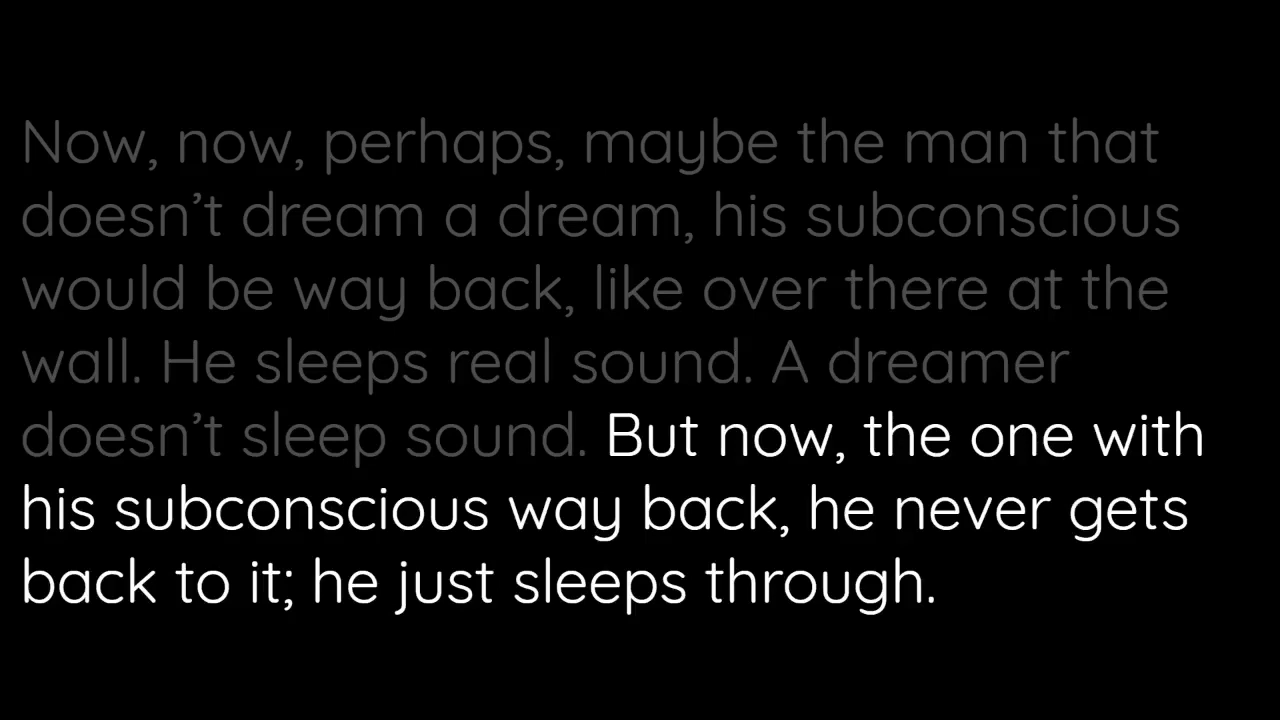 Now, now, perhaps, maybe the man that
doesn’t dream a dream, his subconscious
would be way back, like over there at the
wall. He sleeps real sound. A dreamer
doesn’t sleep sound. But now, the one with
his subconscious way back, he never gets
back to it; he just sleeps through.